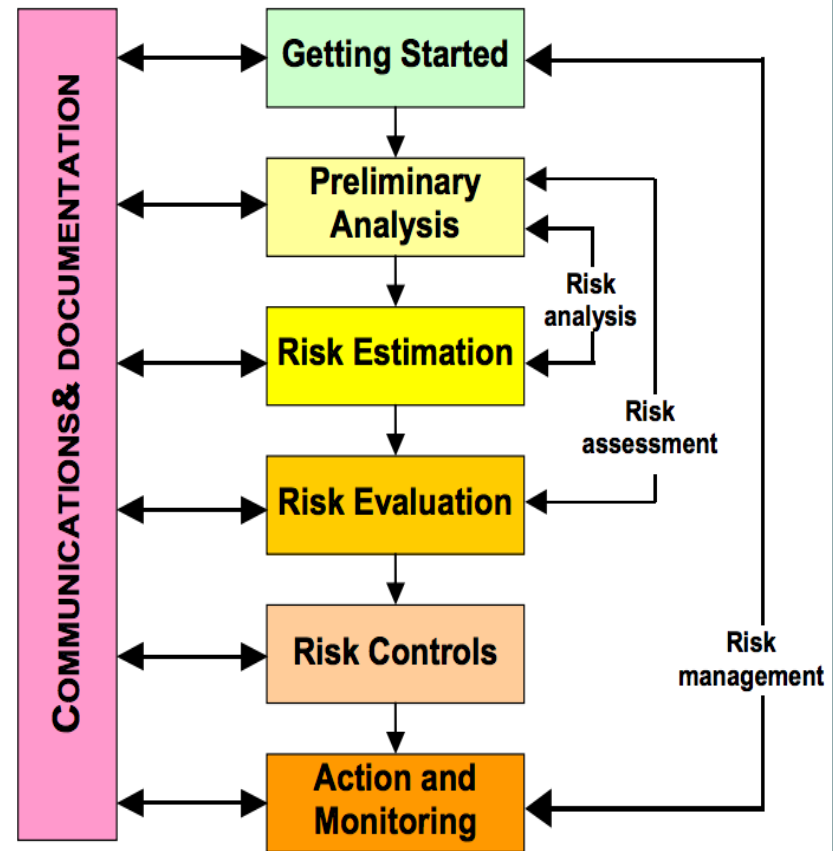 COMMUNICATIONS& DOCUMENTATION
Getting Started
Preliminary
Analysis
Risk
analysis
Risk Estimation
Risk
assessment
Risk Evaluation
Risk Controls
Risk
management
Action and
Monitoring